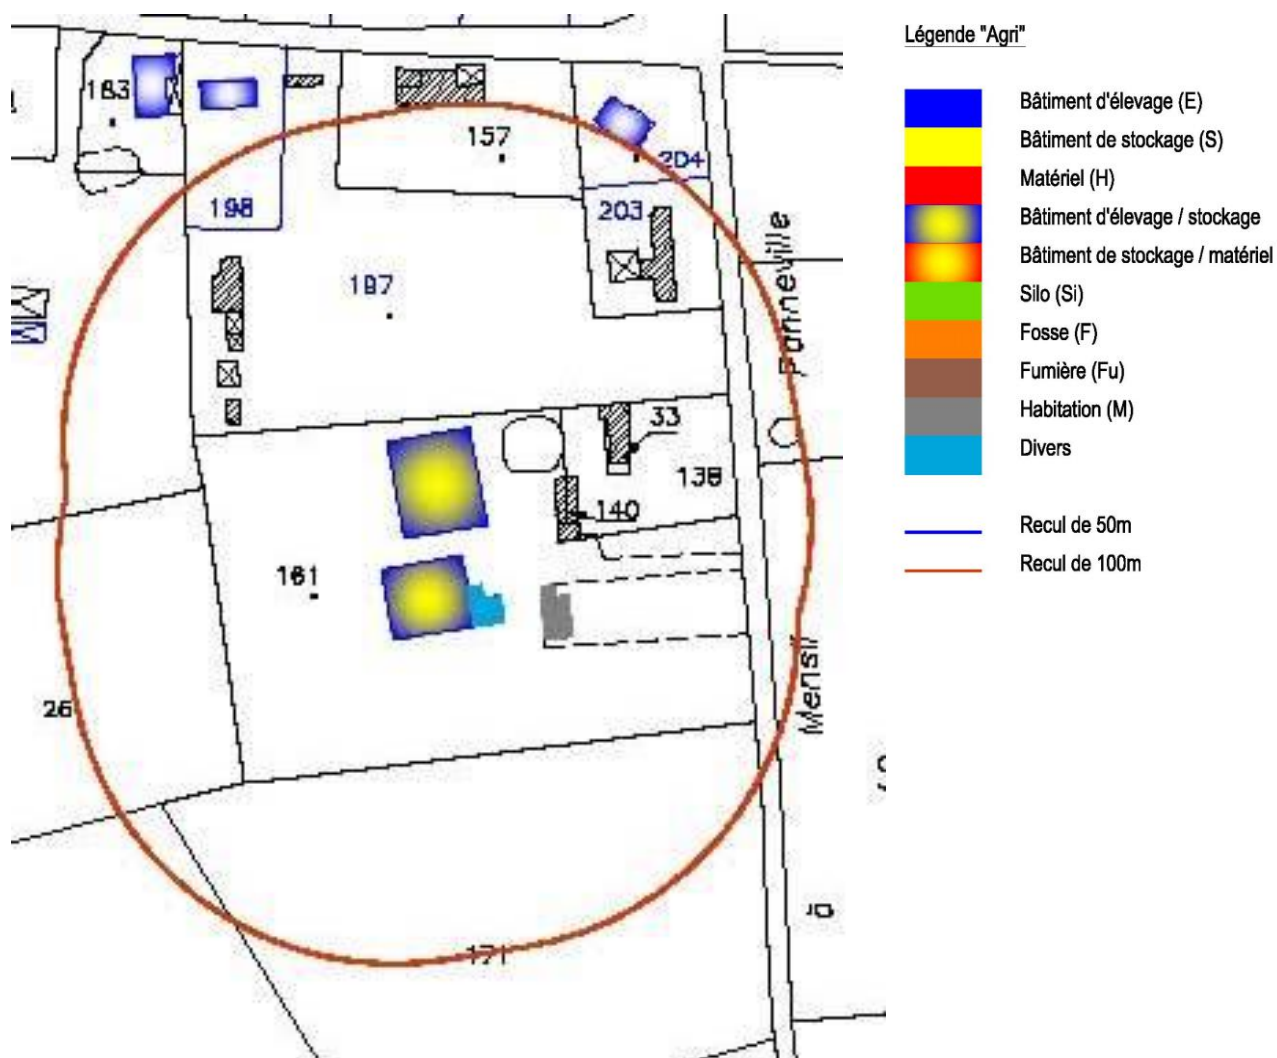 Légende "Agri"
Bâtiment d'élevage (E)
Bâtiment de stockage (S)
Matériel (H)
Bâtiment d'élevage / stockage
Bâtiment de stockage / matériel
Silo (Si)
Fosse (F)
Fumière (Fu)
Habitation (M)
Divers
Recul de 50m
Recul de 100m
183
157
204
198
203
197
Panneville
33
138
140
161
26
Mensil
à
171